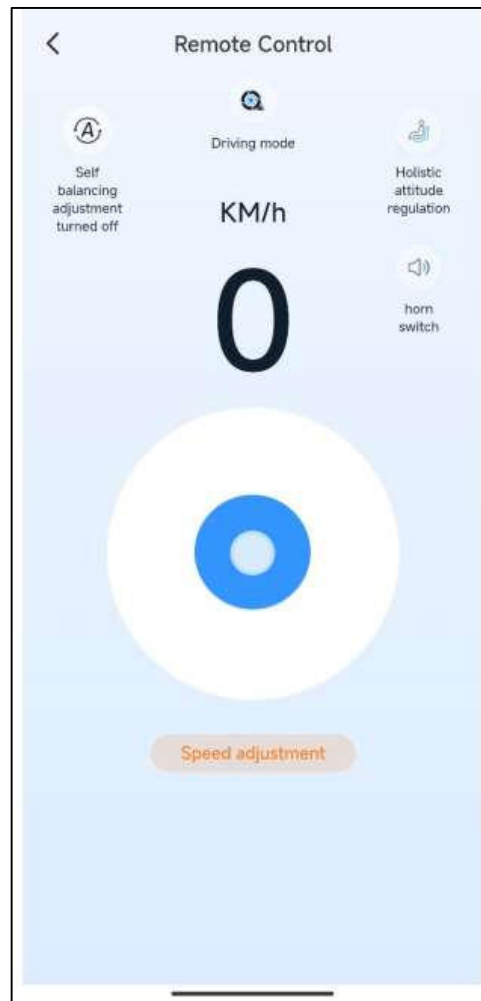 Remote Control
Driving mode
Self
balancing
adjustment
turned off
Holistic
attitude
regulation
KM/h
horn
switch
0
Speed adjustment